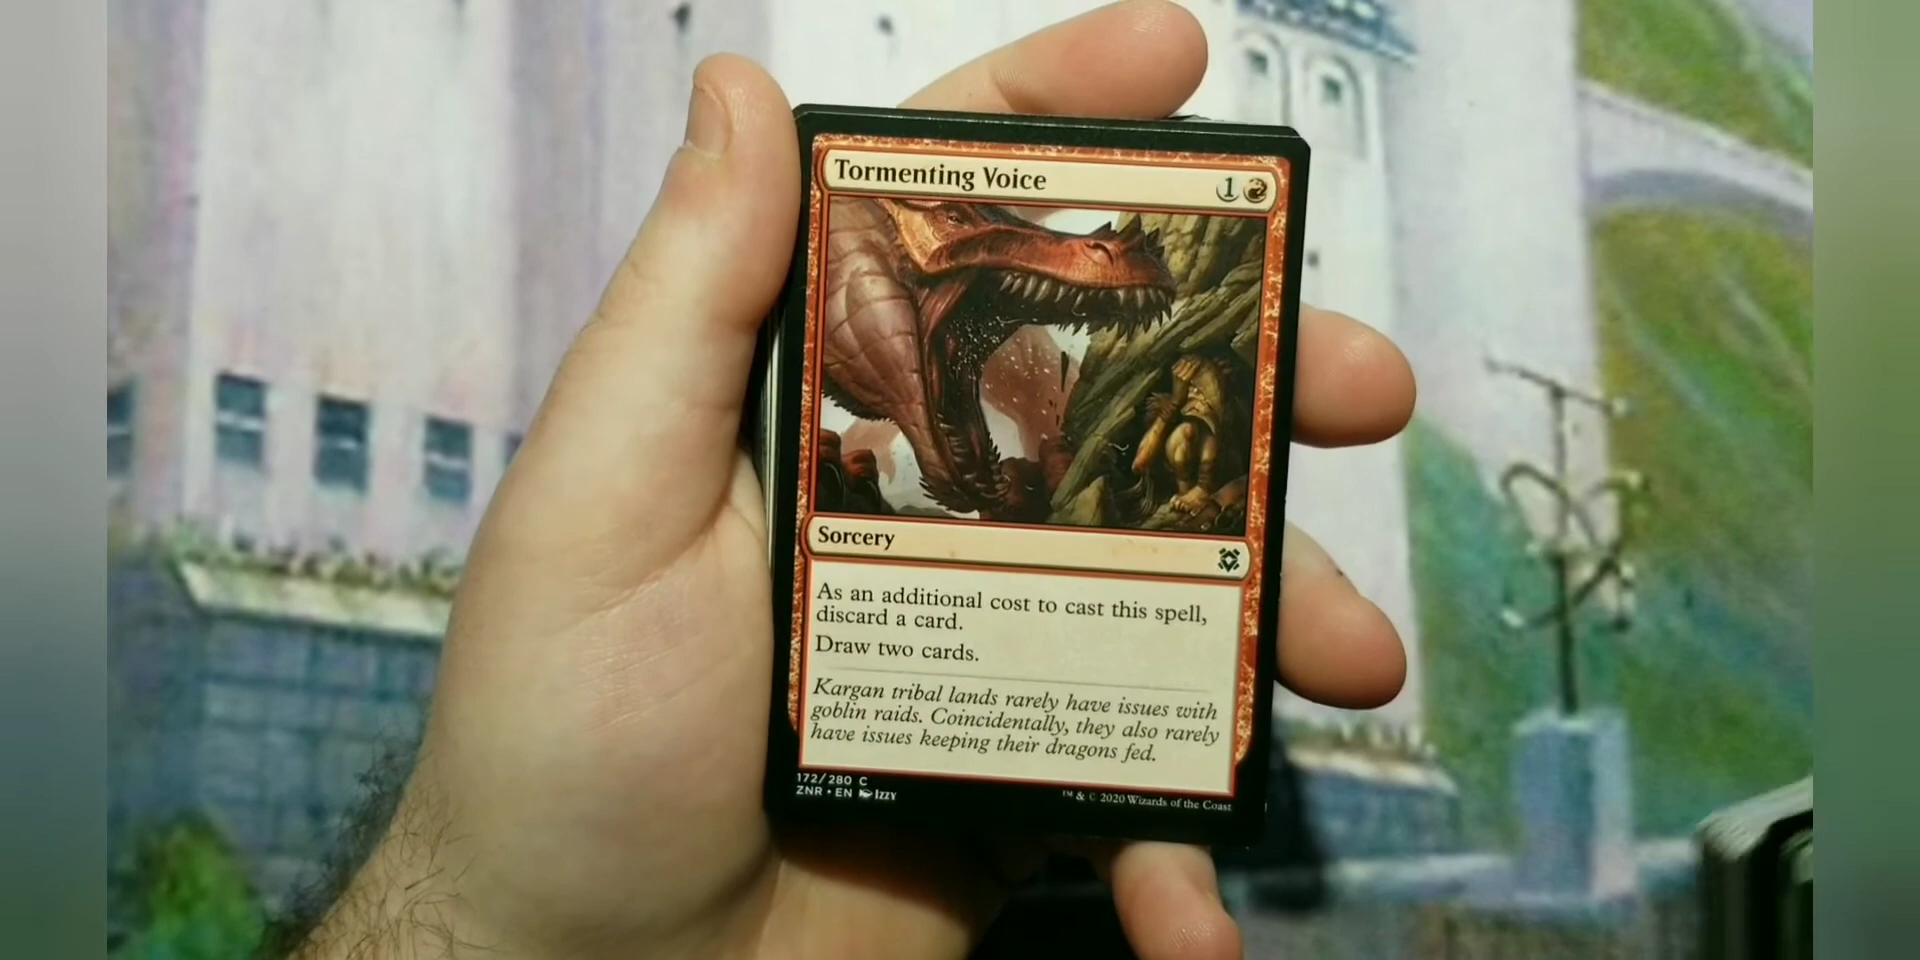 Tormenting Voice 1
Sorcery
As an additional cost to cast this spell,
discard a card.
Draw two cards.
Kargan tribal lands rarely have issues with
goblin raids. Coincidentally, they also rarely
have issues keeping their dragons fed.
172/280 C
ZNR • EN Izzy
™ & © 2020 Wizards of the Coast